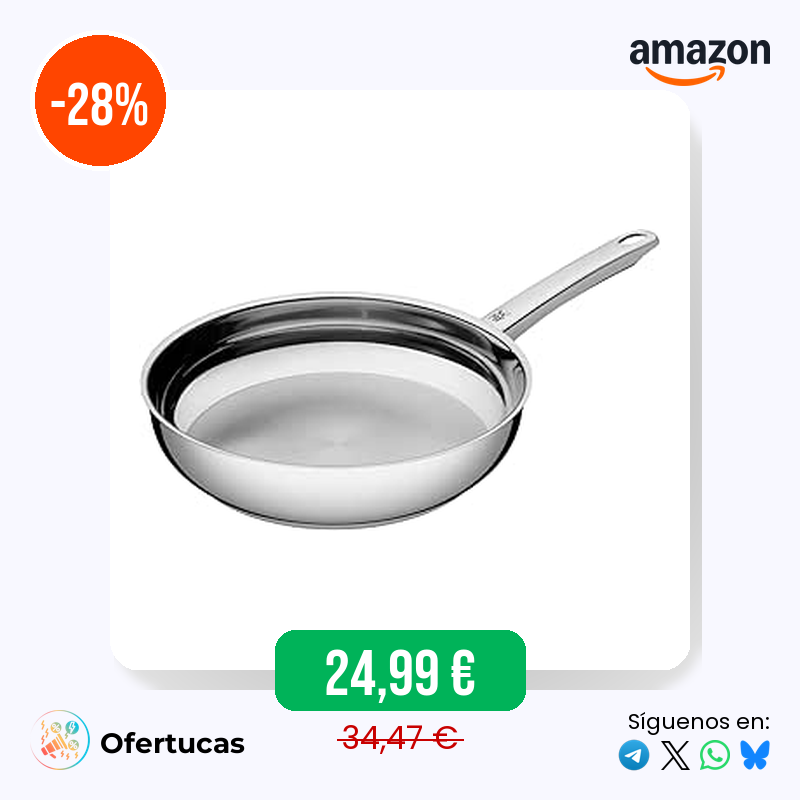 -28%
amazon
24,99 €
34,47 €
Ofertucas
Síguenos en: